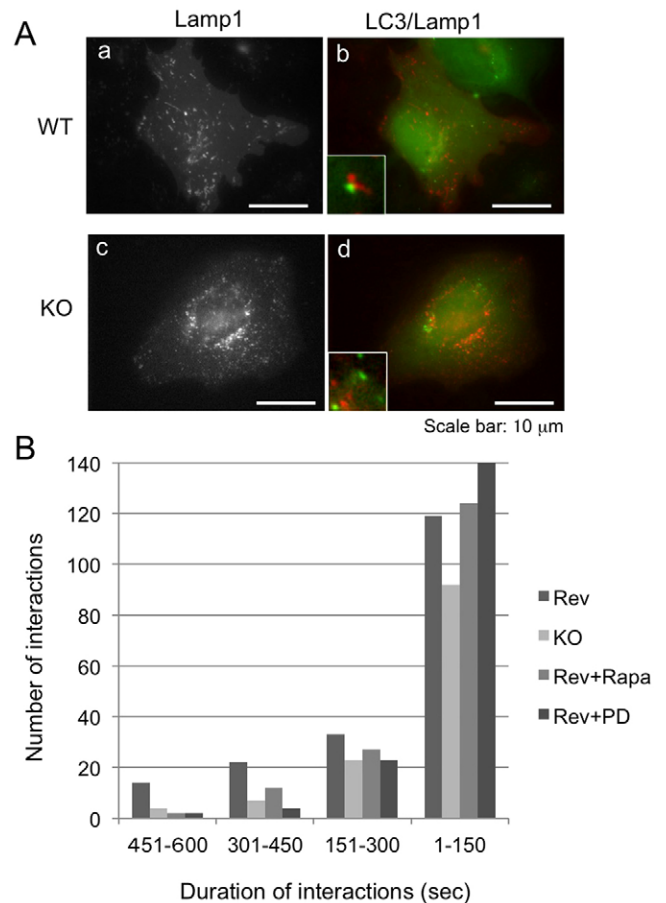 A
Lamp1
LC3/Lamp1
WT
a
b
KO
c
d
Scale bar: 10 μm
B
Number of interactions
140
120
100
80
60
40
20
0
451-600
301-450
151-300
1-150
Duration of interactions (sec)
Rev
KO
Rev+Rapa
Rev+PD